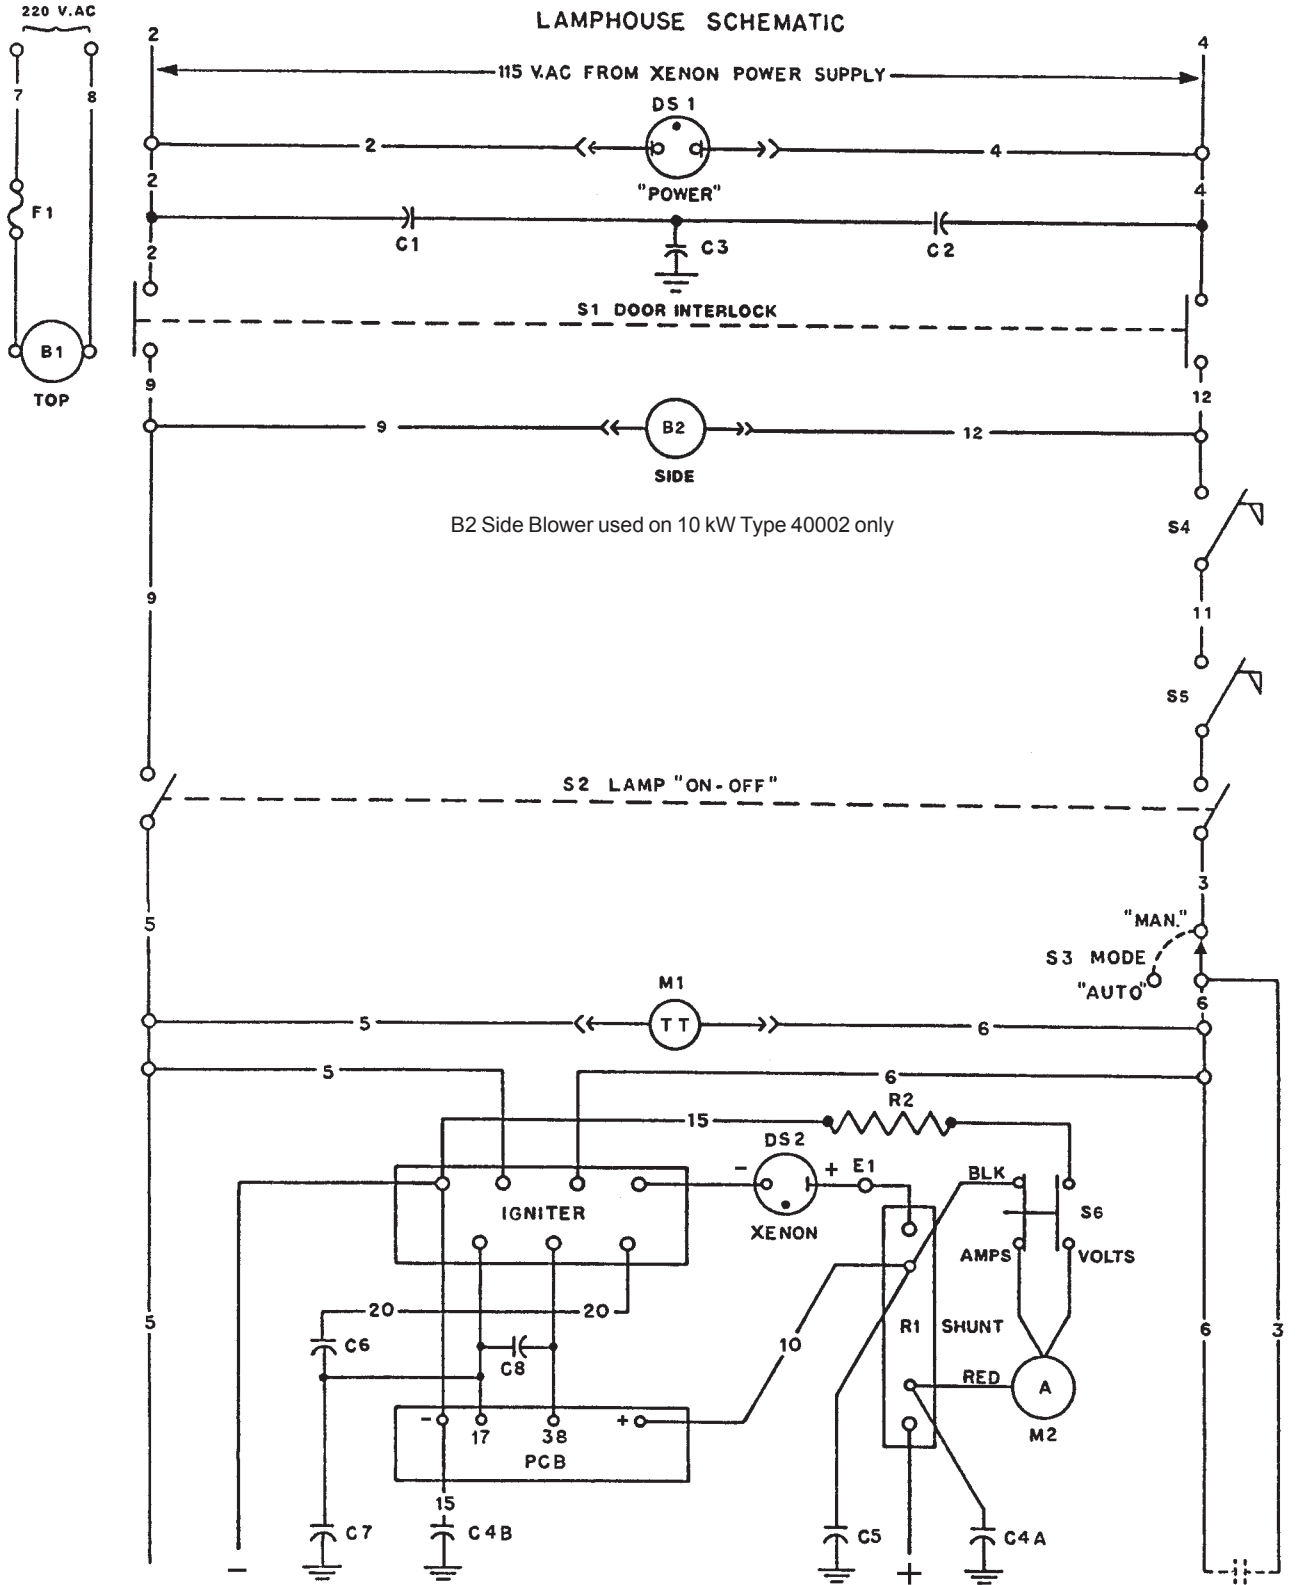 220 V.AC
LAMPHOUSE SCHEMATIC
2
4
115 V.AC FROM XENON POWER SUPPLY
7
8
DS 1
2
4
"POWER"
2
4
F1
C1
C3
C2
2
S1 DOOR INTERLOCK
B1
TOP
9
12
9
B2
12
SIDE
B2 Side Blower used on 10 kW Type 40002 only
S4
9
11
S5
S2 LAMP "ON-OFF"
3
5
"MAN."
S3 MODE
"AUTO"
M1
6
5
TT
6
5
6
R2
15
DS2
- + E1
BLK
IGNITER
XENON
S6
AMPS
VOLTS
20
20
5
C6
C8
10
R1 SHUNT
6
3
RED
A
M2
-
17
38
+
PCB
15
C7
C4B
C5
C4A
-
+